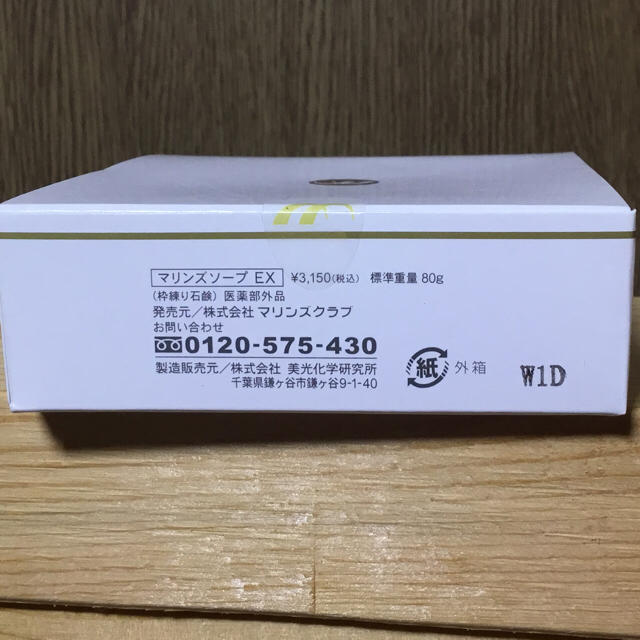 マリンズソープ EX ¥3,150(税込) 標準重量 80g
(枠練り石鹸) 医薬部外品
発売元／株式会社 マリンズクラブ
お問い合わせ
0120-575-430
製造販売元／株式会社 美光化学研究所
千葉県鎌ヶ谷市鎌ヶ谷9-1-40
紙 外箱
W1D